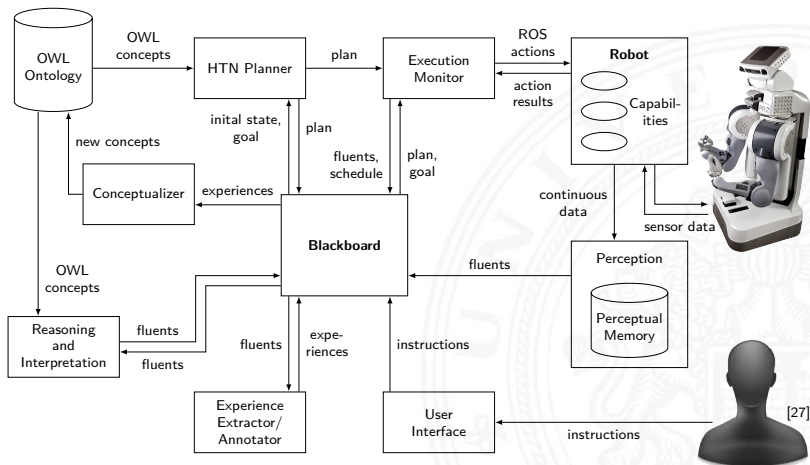 OWL
Ontology
OWL
concepts
HTN Planner
plan
Execution
Monitor
ROS
actions
action
results
Robot
Capabil-
ities
new concepts
inital state,
goal
plan
fluents,
schedule
plan,
goal
Conceptualizer
experiences
continuous
data
sensor data
Blackboard
fluents
Perception
Perceptual
Memory
OWL
concepts
Reasoning
and
Interpretation
fluents
fluents
fluents
expe-
riences
instructions
Experience
Extractor/
Annotator
User
Interface
instructions
[27]